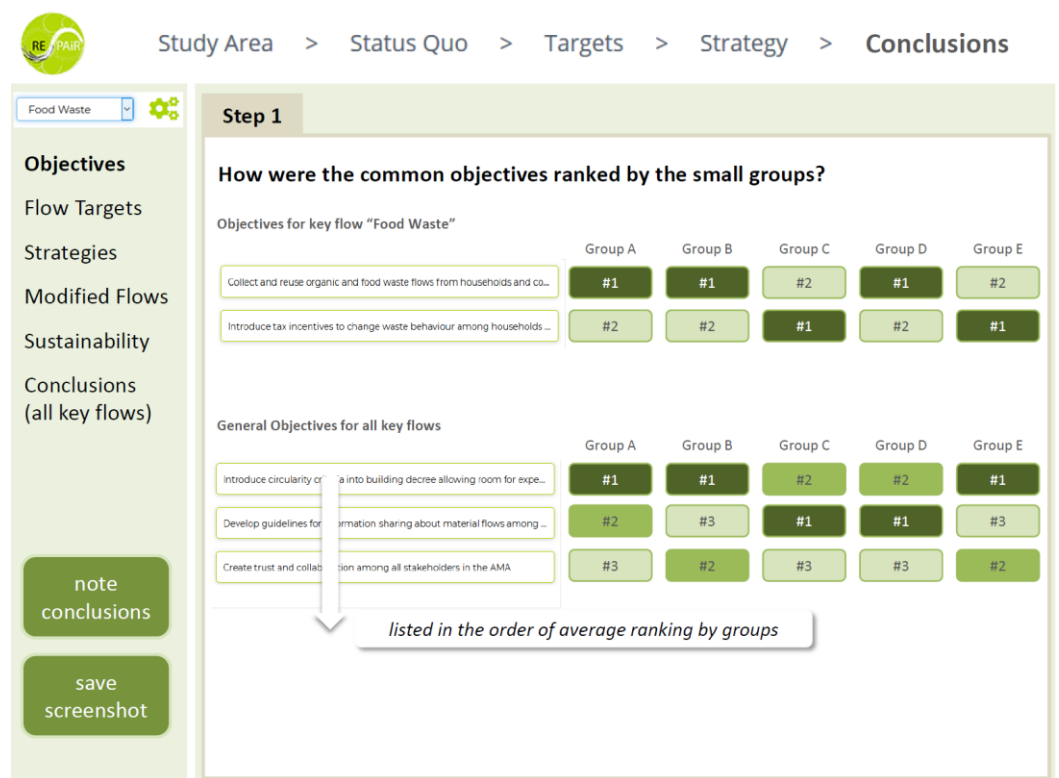 RE PAIR
Study Area > Status Quo > Targets > Strategy > Conclusions
Food Waste
Objectives
Flow Targets
Strategies
Modified Flows
Sustainability
Conclusions
(all key flows)
note
conclusions
save
screenshot
Step 1
How were the common objectives ranked by the small groups?
Objectives for key flow “Food Waste”
Group A Group B Group C Group D Group E
Collect and reuse organic and food waste flows from households and co... #1 #1 #2 #1 #2
Introduce tax incentives to change waste behaviour among households ... #2 #2 #1 #2 #1
General Objectives for all key flows
Group A Group B Group C Group D Group E
Introduce circularity into building decree allowing room for expe... #1 #1 #2 #2 #1
Develop guidelines for sharing about material flows among ... #2 #3 #1 #1 #3
Create trust and among all stakeholders in the AMA #3 #2 #3 #3 #2
listed in the order of average ranking by groups